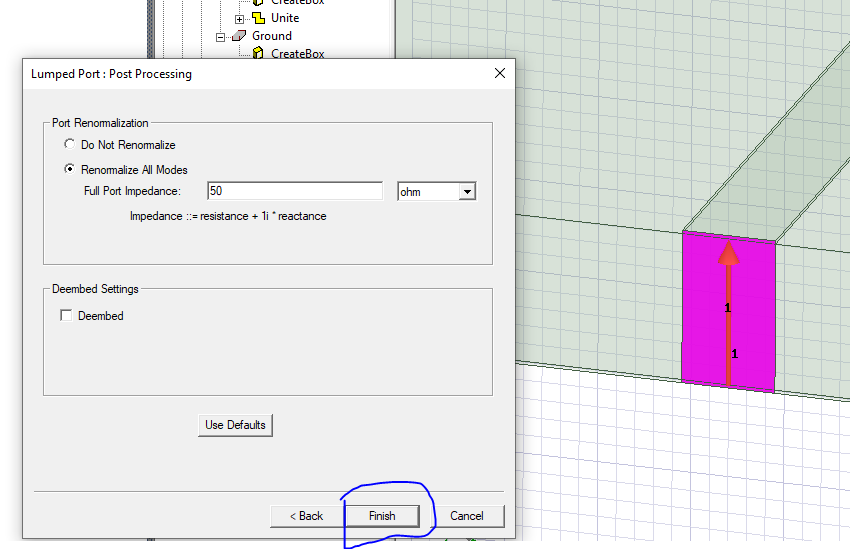 CreateBox
Unite
Ground
CreateBox
Lumped Port : Post Processing
Port Renormalization
Do Not Renormalize
Renormalize All Modes
Full Port Impedance: 50 ohm
Impedance ::= resistance + 1i * reactance
Deembed Settings
Deembed
Use Defaults
< Back Finish Cancel
1
1